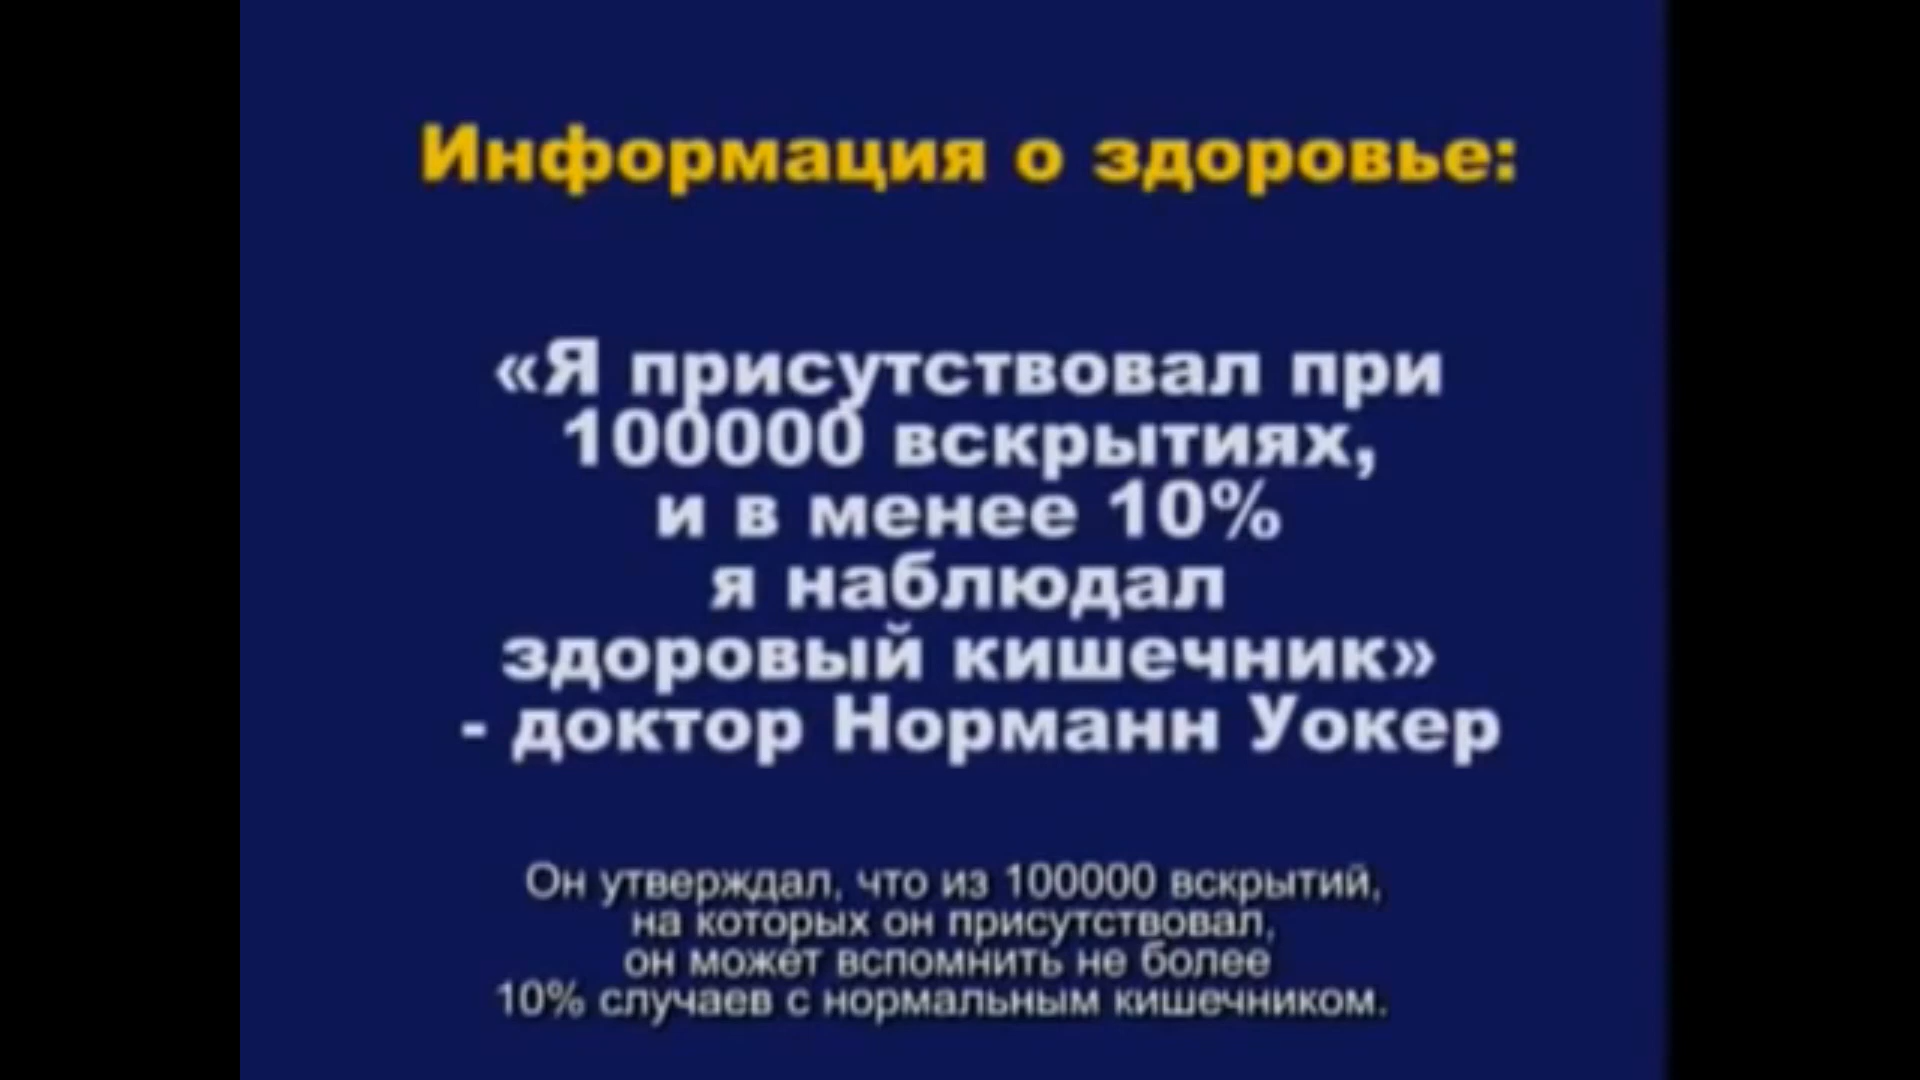 Информация о здоровье:
«Я присутствовал при
100000 вскрытиях,
и в менее 10%
я наблюдал
здоровый кишечник»
- доктор Норманн Уокер
Он утверждал, что из 100000 вскрытий,
на которых он присутствовал,
он может вспомнить не более
10% случаев с нормальным кишечником.